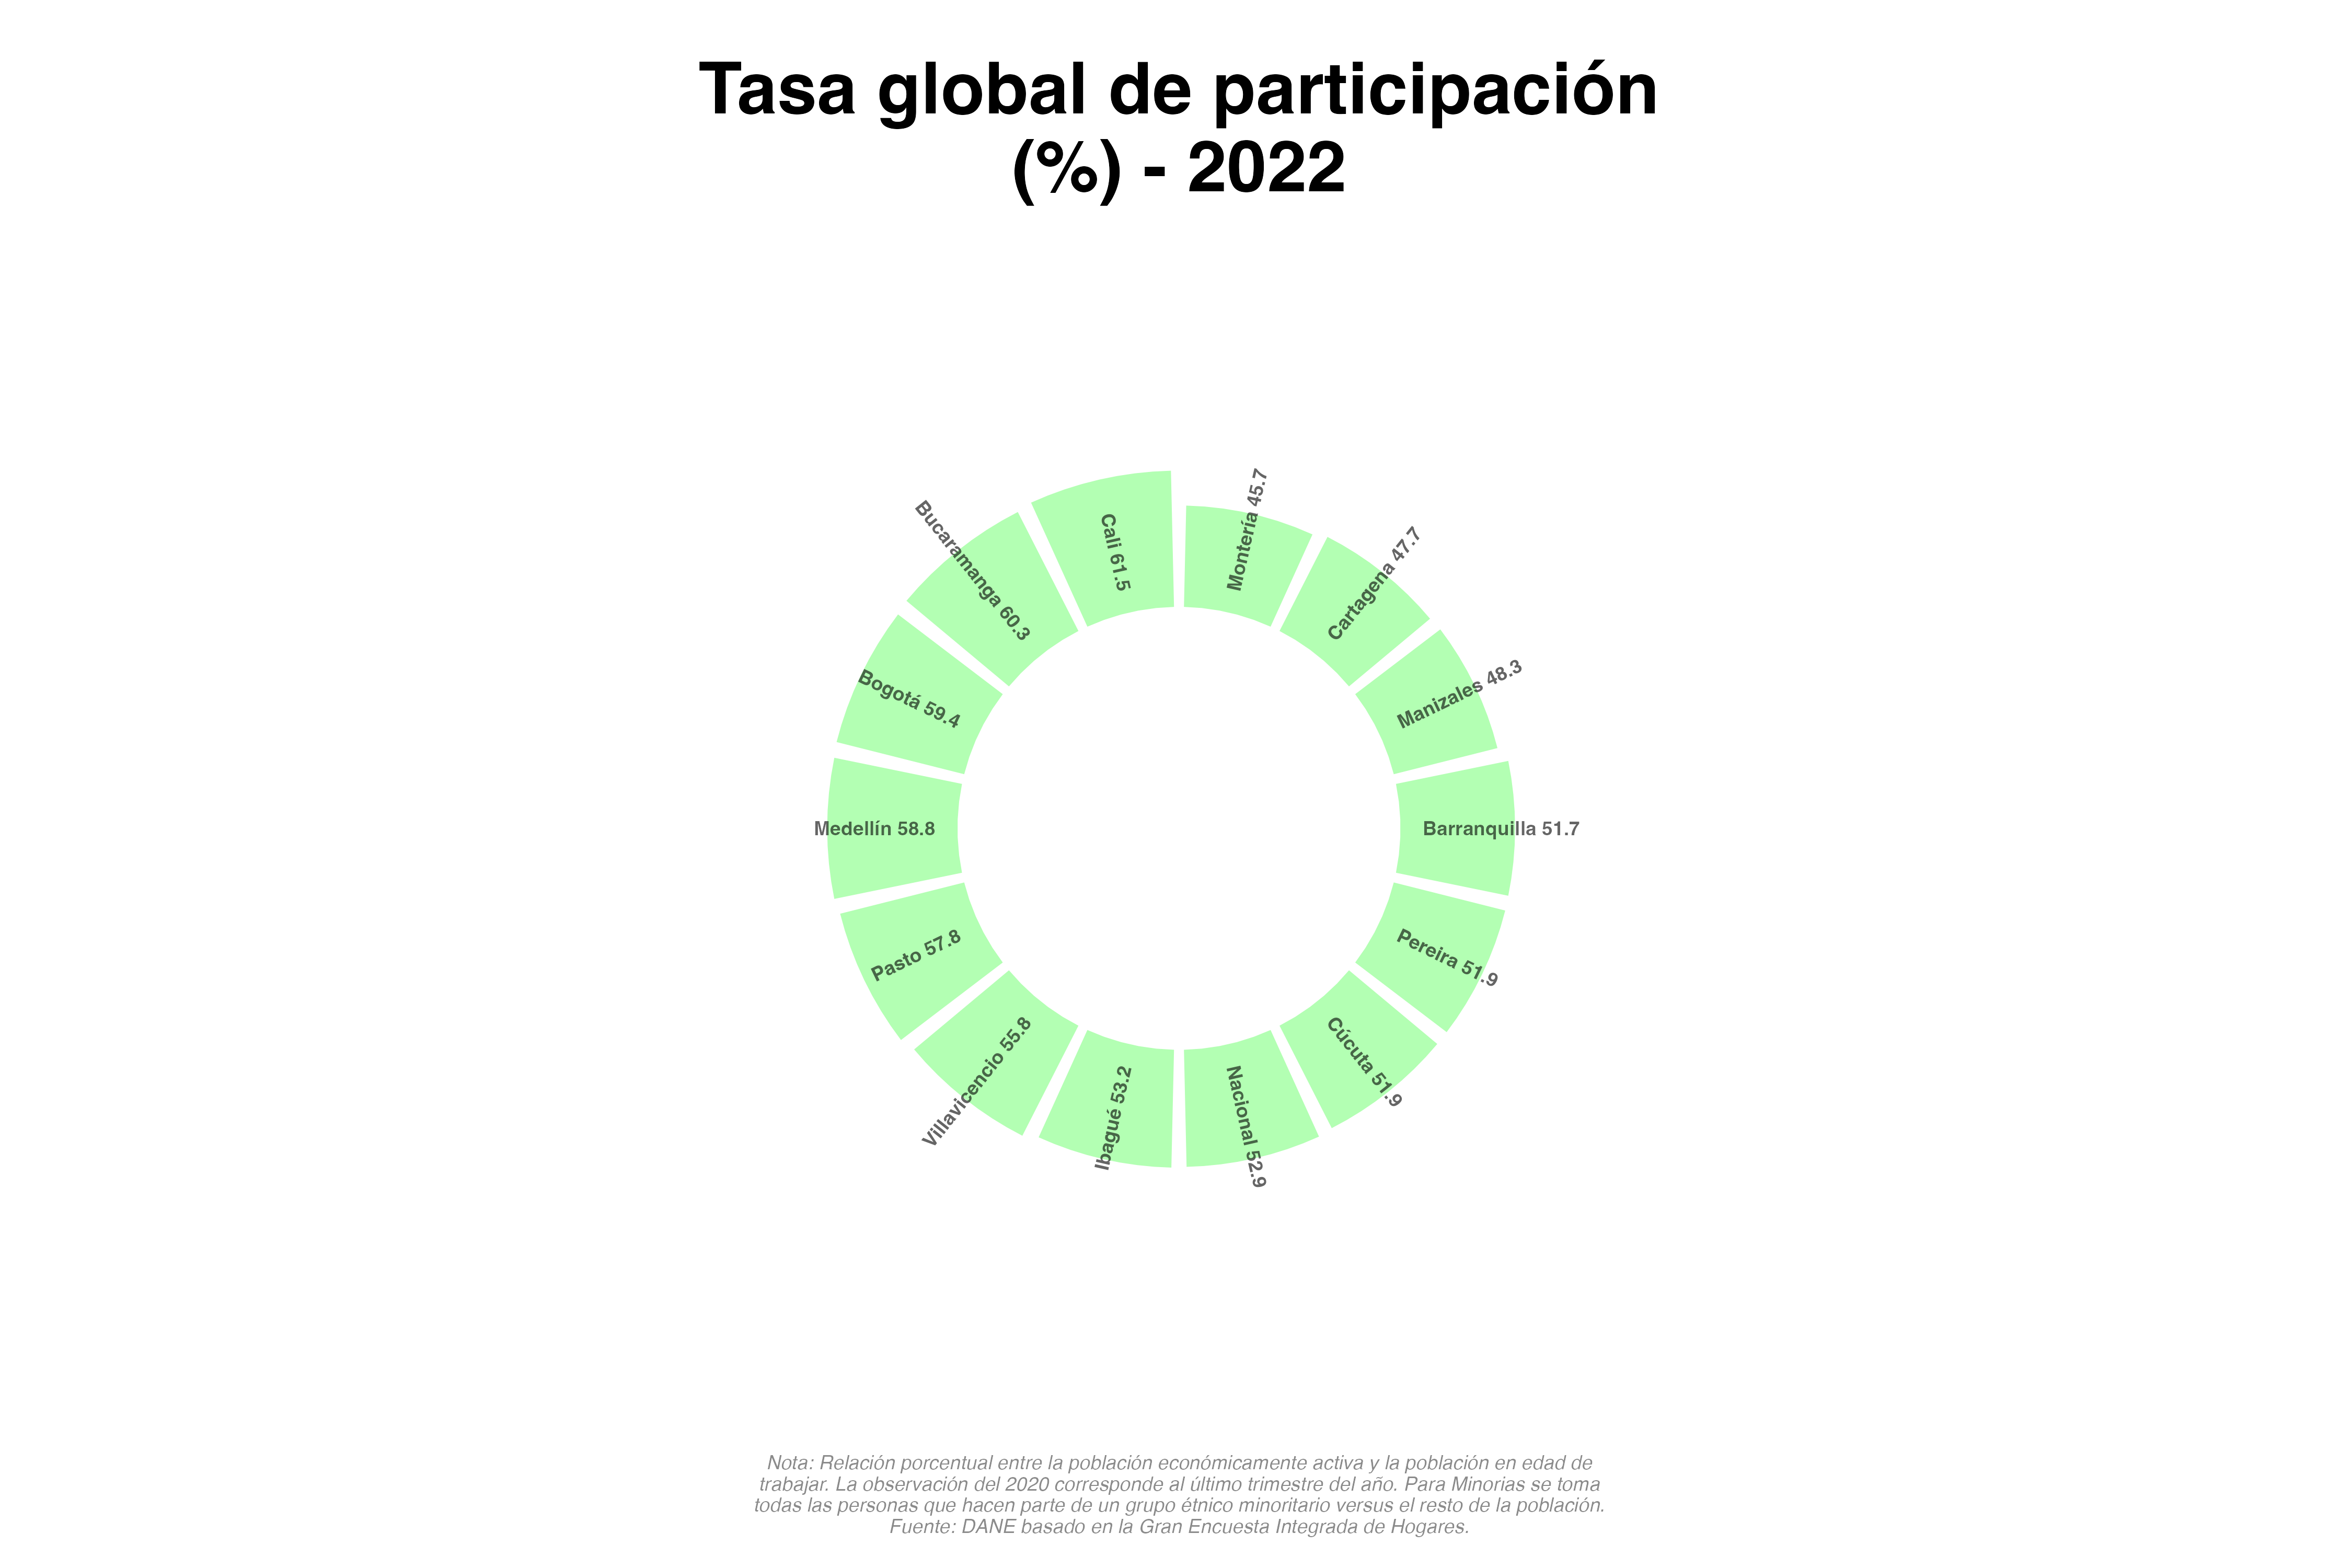 Tasa global de participación
(%) - 2022
Montería 45.7
Cartagena 47.7
Manizales 48.3
Barranquilla 51.7
Pereira 51.9
Cúcuta 51.9
Nacional 52.9
Ibagué 53.2
Villavicencio 55.8
Pasto 57.8
Medellín 58.8
Bogotá 59.4
Bucaramanga 60.3
Cali 61.5
Nota: Relación porcentual entre la población económicamente activa y la población en edad de
trabajar. La observación del 2020 corresponde al último trimestre del año. Para Minorias se toma
todas las personas que hacen parte de un grupo étnico minoritario versus el resto de la población.
Fuente: DANE basado en la Gran Encuesta Integrada de Hogares.